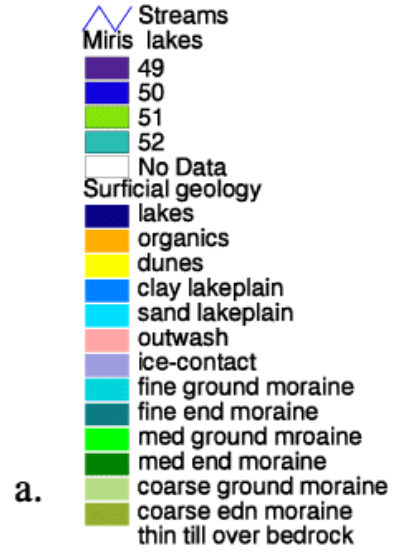 Streams
Miris lakes
49
50
51
52
No Data
Surficial geology
lakes
organics
dunes
clay lakeplain
sand lakeplain
outwash
ice-contact
fine ground moraine
fine end moraine
med ground mroaine
med end moraine
a. coarse ground moraine
coarse edn moraine
thin till over bedrock